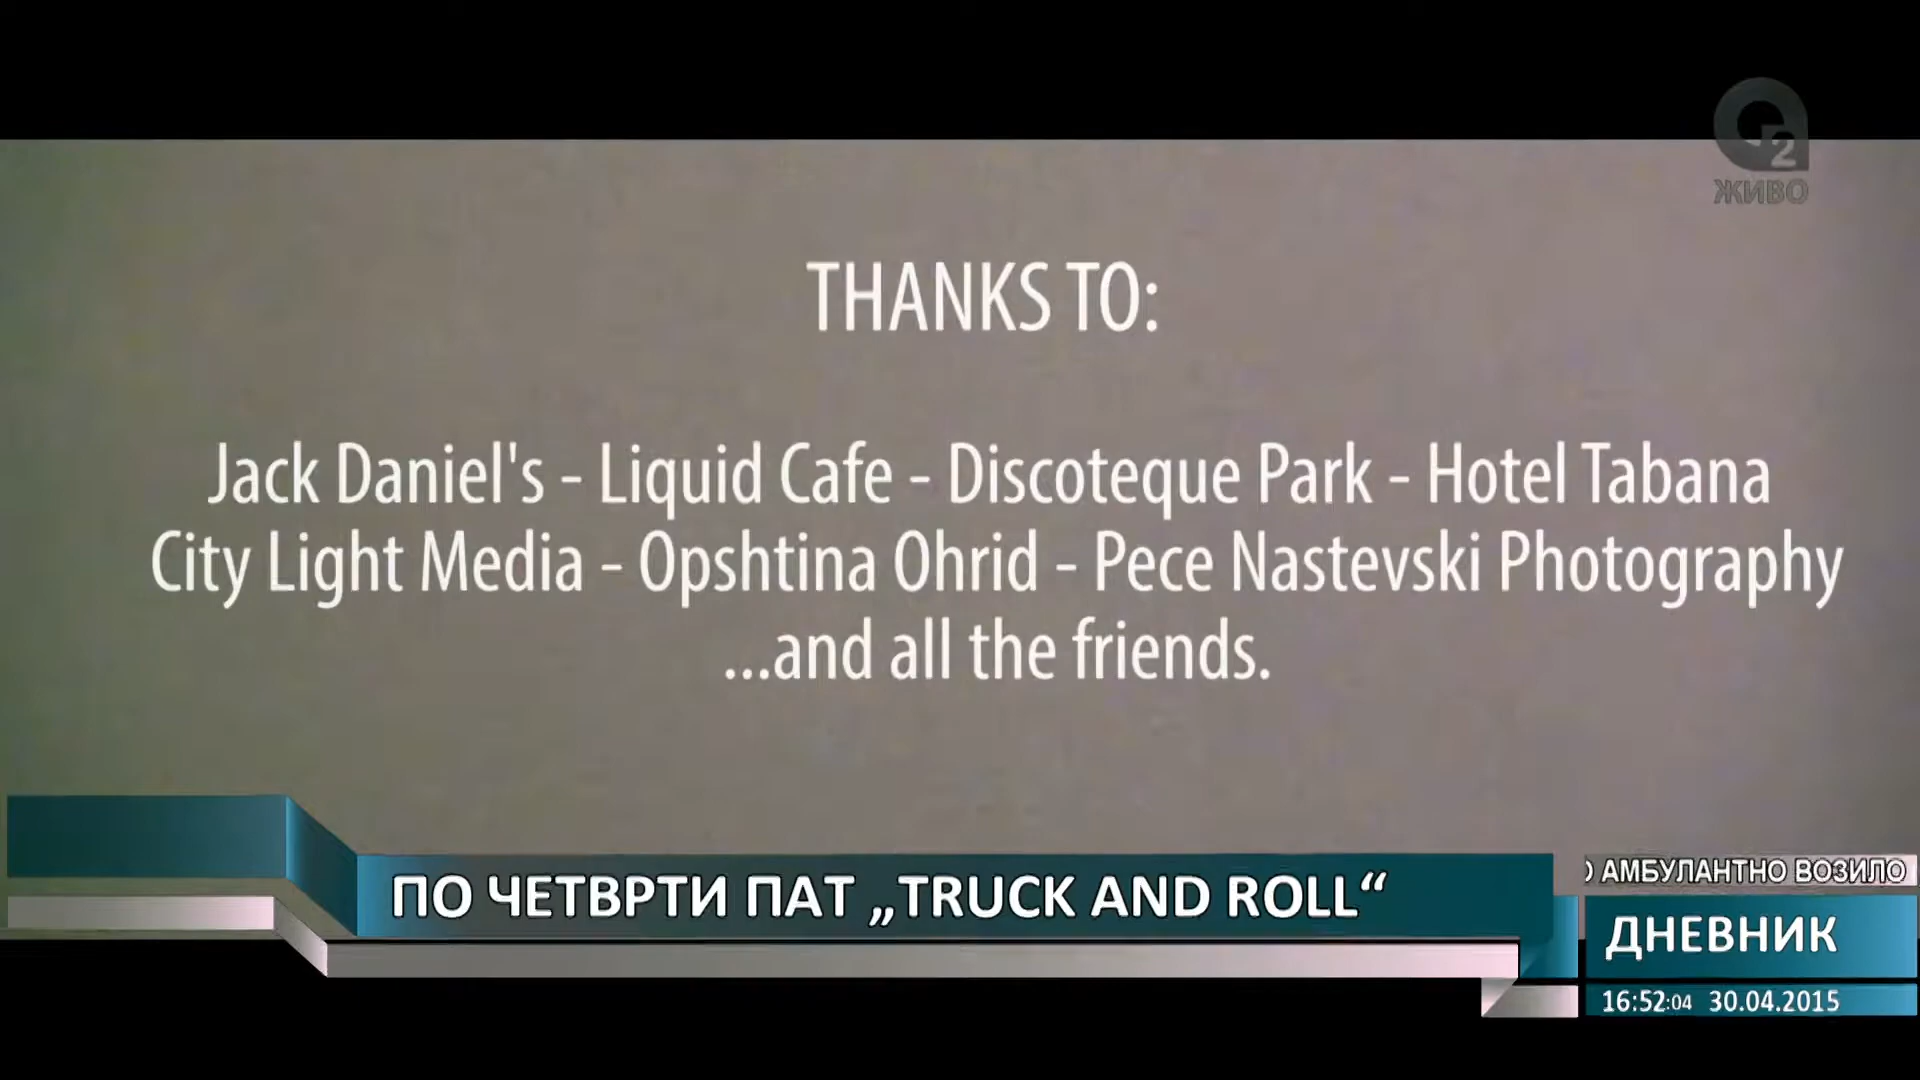 2
ЖИВО
THANKS TO:
Jack Daniel's - Liquid Cafe - Discoteque Park - Hotel Tabana
City Light Media - Opshtina Ohrid - Pece Nastevski Photography
...and all the friends.
ПО ЧЕТВРТИ ПАТ „TRUCK AND ROLL“
АМБУЛАНТНО ВОЗИЛО
ДНЕВНИК
16:52:04 30.04.2015